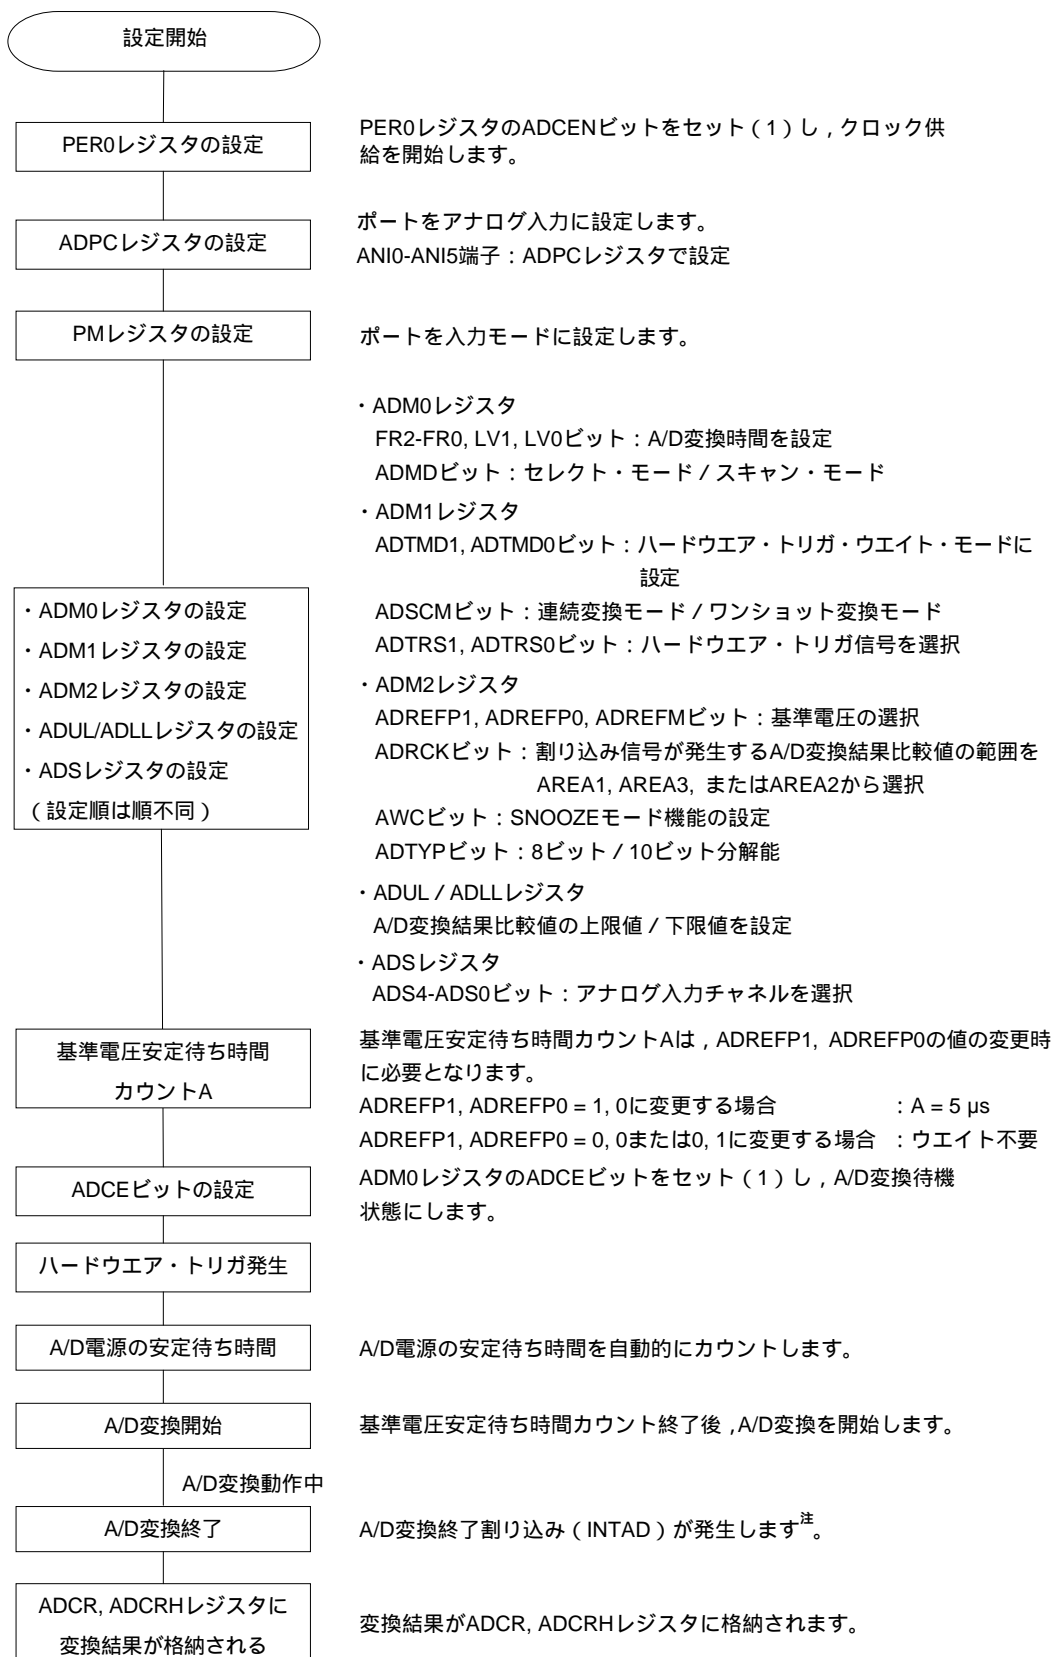 設定開始
PER0レジスタの設定
PER0レジスタのADCENビットをセット（1）し，クロック供
給を開始します。
ADPCレジスタの設定
ポートをアナログ入力に設定します。
ANI0-ANI5端子：ADPCレジスタで設定
PMレジスタの設定
ポートを入力モードに設定します。
・ADM0レジスタ
FR2-FR0, LV1, LV0ビット：A/D変換時間を設定
ADMDビット：セレクト・モード／スキャン・モード
・ADM1レジスタ
ADTMD1, ADTMD0ビット：ハードウエア・トリガ・ウエイト・モードに
設定
ADSCMビット：連続変換モード／ワンショット変換モード
ADTRS1, ADTRS0ビット：ハードウエア・トリガ信号を選択
・ADM2レジスタ
ADREFP1, ADREFP0, ADREFMビット：基準電圧の選択
ADRCKビット：割り込み信号が発生するA/D変換結果比較値の範囲を
AREA1, AREA3, またはAREA2から選択
AWCビット：SNOOZEモード機能の設定
ADTYPビット：8ビット／10ビット分解能
・ADUL／ADLLレジスタ
A/D変換結果比較値の上限値／下限値を設定
・ADSレジスタ
ADS4-ADS0ビット：アナログ入力チャネルを選択
・ADM0レジスタの設定
・ADM1レジスタの設定
・ADM2レジスタの設定
・ADUL/ADLLレジスタの設定
・ADSレジスタの設定
（設定順は順不同）
基準電圧安定待ち時間
カウントA
基準電圧安定待ち時間カウントAは，ADREFP1, ADREFP0の値の変更時
に必要となります。
ADREFP1, ADREFP0 = 1, 0に変更する場合 ：A = 5 μs
ADREFP1, ADREFP0 = 0, 0または0, 1に変更する場合 ：ウエイト不要
ADCEビットの設定
ADM0レジスタのADCEビットをセット（1）し，A/D変換待機
状態にします。
ハードウエア・トリガ発生
A/D電源の安定待ち時間
A/D電源の安定待ち時間を自動的にカウントします。
A/D変換開始
基準電圧安定待ち時間カウント終了後，A/D変換を開始します。
A/D変換動作中
A/D変換終了
A/D変換終了割り込み（INTAD）が発生します注。
ADCR, ADCRHレジスタに
変換結果が格納される
変換結果がADCR, ADCRHレジスタに格納されます。